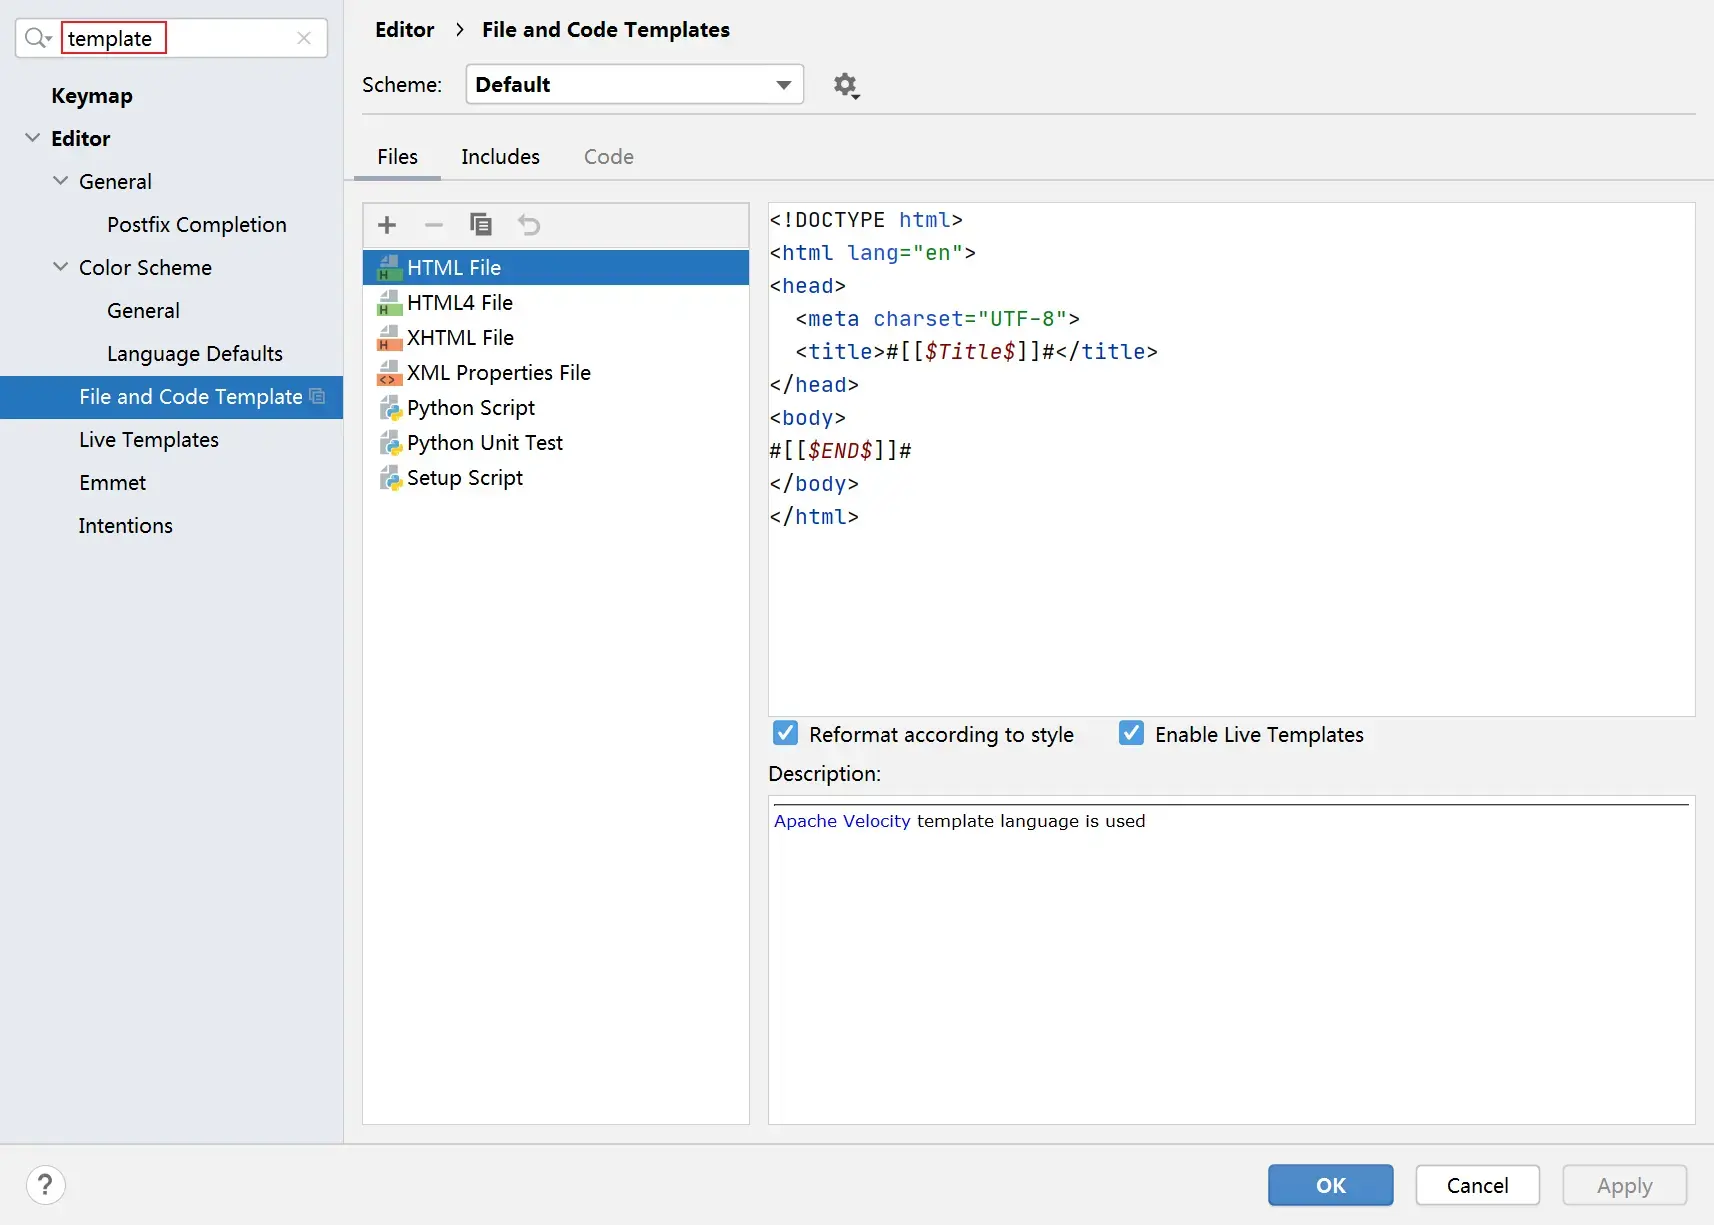 template
Keymap
Editor
General
Postfix Completion
Color Scheme
General
Language Defaults
File and Code Template
Live Templates
Emmet
Intentions
Editor › File and Code Templates
Scheme: Default
Files Includes Code
HTML File
HTML4 File
XHTML File
XML Properties File
Python Script
Python Unit Test
Setup Script
<!DOCTYPE html>
<html lang="en">
<head>
  <meta charset="UTF-8">
  <title>#[[$Title$]]#</title>
</head>
<body>
#[[$END$]]#
</body>
</html>
Reformat according to style Enable Live Templates
Description:
Apache Velocity template language is used
? OK Cancel Apply